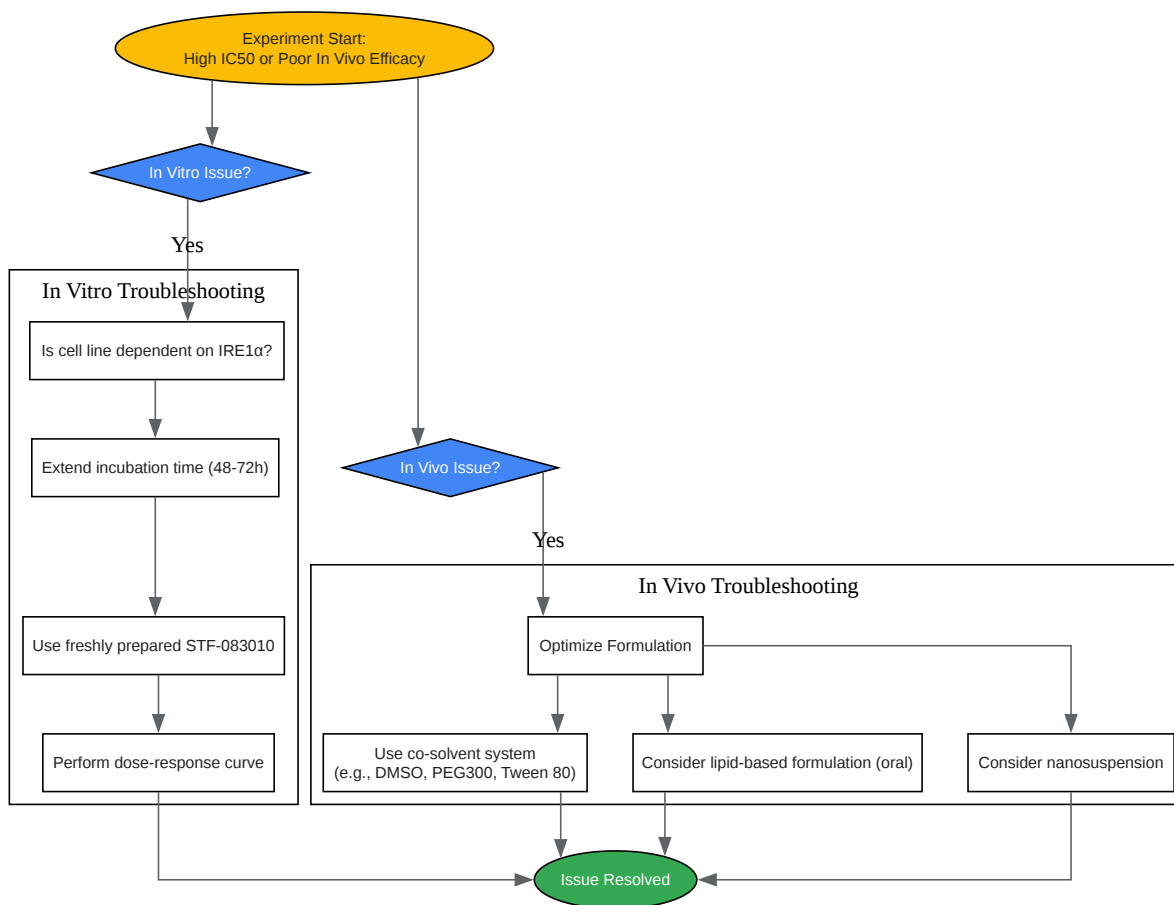 Experiment Start:
High IC50 or Poor In Vivo Efficacy
In Vitro Issue?
Yes
In Vitro Troubleshooting
Is cell line dependent on IRE1α?
Extend incubation time (48-72h)
Use freshly prepared STF-083010
Perform dose-response curve
In Vivo Issue?
Yes
In Vivo Troubleshooting
Optimize Formulation
Use co-solvent system
(e.g., DMSO, PEG300, Tween 80)
Consider lipid-based formulation (oral)
Consider nanosuspension
Issue Resolved